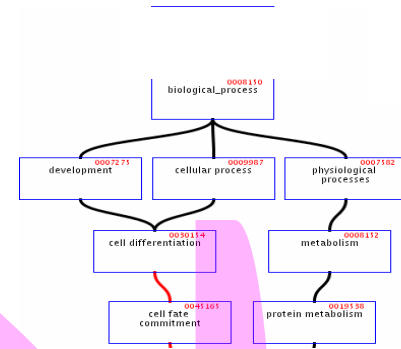 0008150
biological_process
0007275
development
0009987
cellular process
0007582
physiological
processes
0030154
cell differentiation
0008152
metabolism
0045165
cell fate
commitment
0019538
protein metabolism